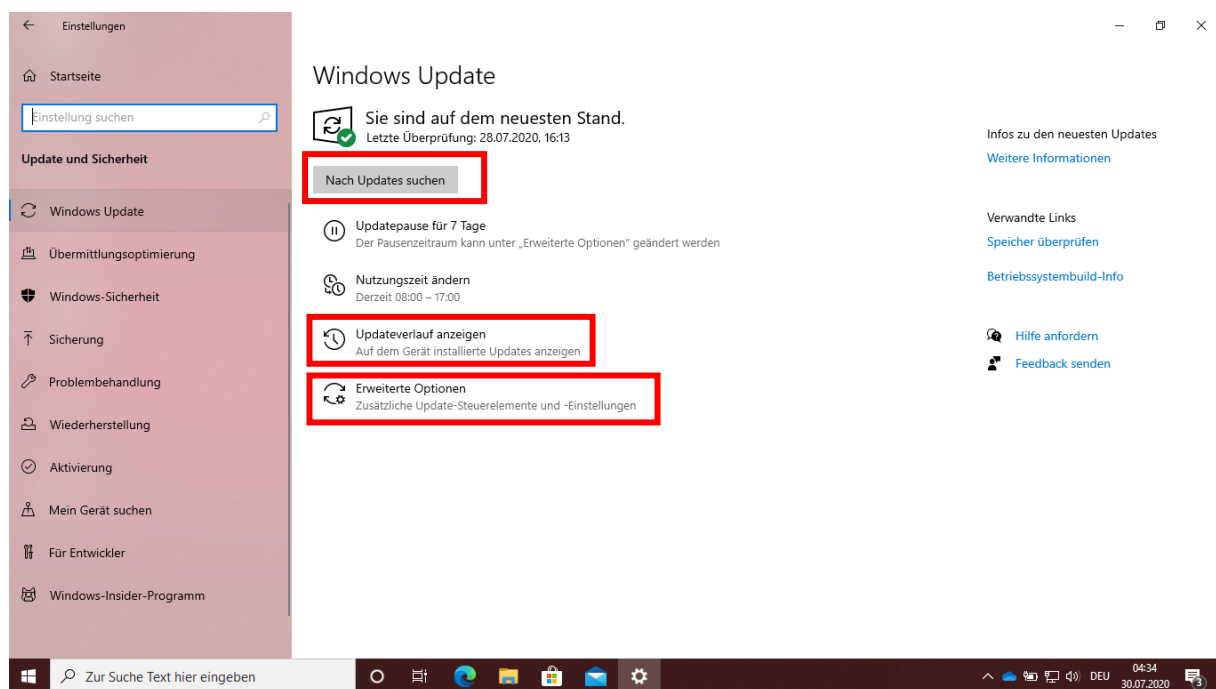 Einstellungen
Startseite
Einstellung suchen
Update und Sicherheit
Windows Update
Übermittlungsoptimierung
Windows-Sicherheit
Sicherung
Problembehandlung
Wiederherstellung
Aktivierung
Mein Gerät suchen
Für Entwickler
Windows-Insider-Programm
Windows Update
Sie sind auf dem neuesten Stand.
Letzte Überprüfung: 28.07.2020, 16:13
Nach Updates suchen
Updatepause für 7 Tage
Der Pausenzeitraum kann unter „Erweiterte Optionen“ geändert werden
Nutzungszeit ändern
Derzeit 08:00 – 17:00
Updateverlauf anzeigen
Auf dem Gerät installierte Updates anzeigen
Erweiterte Optionen
Zusätzliche Update-Steuerelemente und -Einstellungen
Infos zu den neuesten Updates
Weitere Informationen
Verwandte Links
Speicher überprüfen
Betriebssystembuild-Info
Hilfe anfordern
Feedback senden
Zur Suche Text hier eingeben
DEU
04:34
30.07.2020
3